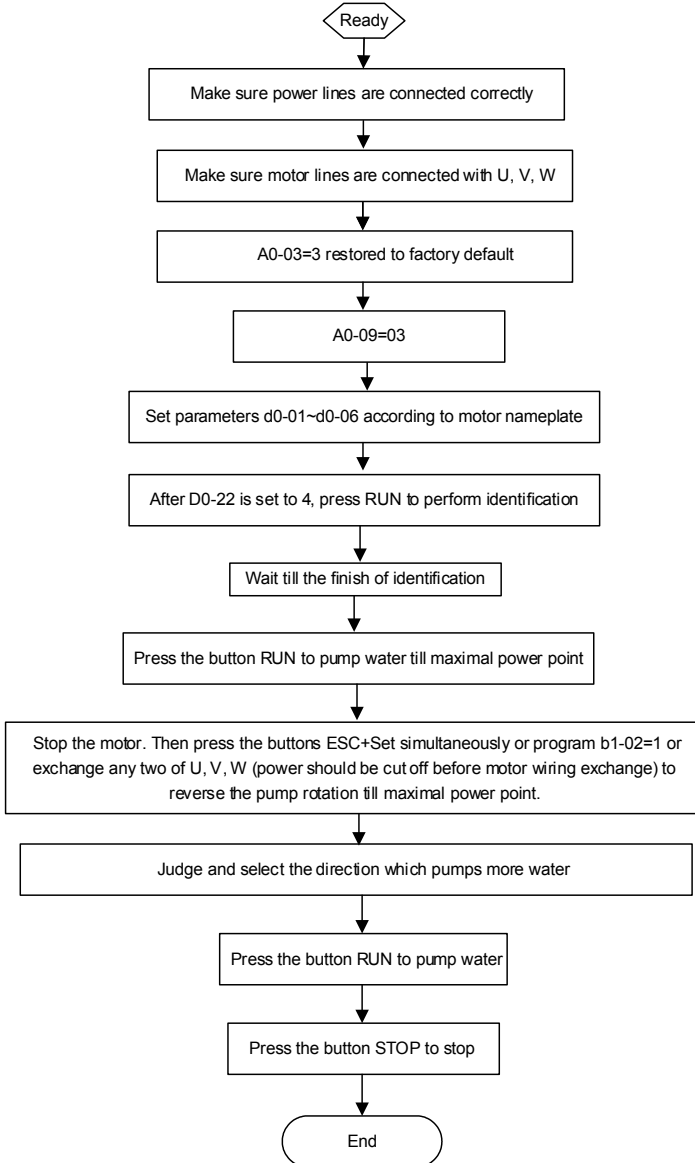 Ready
Make sure power lines are connected correctly
Make sure motor lines are connected with U, V, W
A0-03=3 restored to factory default
A0-09=03
Set parameters d0-01~d0-06 according to motor nameplate
After D0-22 is set to 4, press RUN to perform identification
Wait till the finish of identification
Press the button RUN to pump water till maximal power point
Stop the motor. Then press the buttons ESC+Set simultaneously or program b1-02=1 or
exchange any two of U, V, W (power should be cut off before motor wiring exchange) to
reverse the pump rotation till maximal power point.
Judge and select the direction which pumps more water
Press the button RUN to pump water
Press the button STOP to stop
End